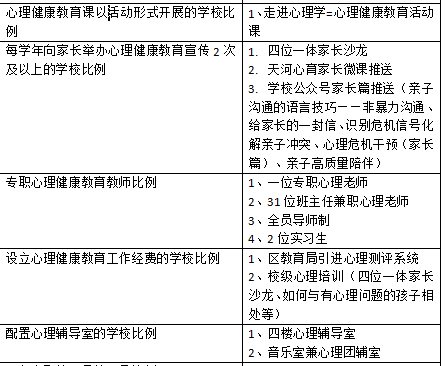 心理健康教育课以活动形式开展的学校比
例
1、走进心理学=心理健康教育活动
课
每学年向家长举办心理健康教育宣传 2 次
及以上的学校比例
1. 四位一体家长沙龙
2. 天河心育家长微课推送
3. 学校公众号家长篇推送（亲子
沟通的语言技巧——非暴力沟通、
给家长的一封信、识别危机信号化
解亲子冲突、心理危机干预（家长
篇）、亲子高质量陪伴）
专职心理健康教育教师比例
1、一位专职心理老师
2、31 位班主任兼职心理老师
3、全员导师制
4、2 位实习生
设立心理健康教育工作经费的学校比例
1、区教育局引进心理测评系统
2、校级心理培训（四位一体家长
沙龙、如何与有心理问题的孩子相
处等）
配置心理辅导室的学校比例
1、四楼心理辅导室
2、音乐室兼心理团辅室